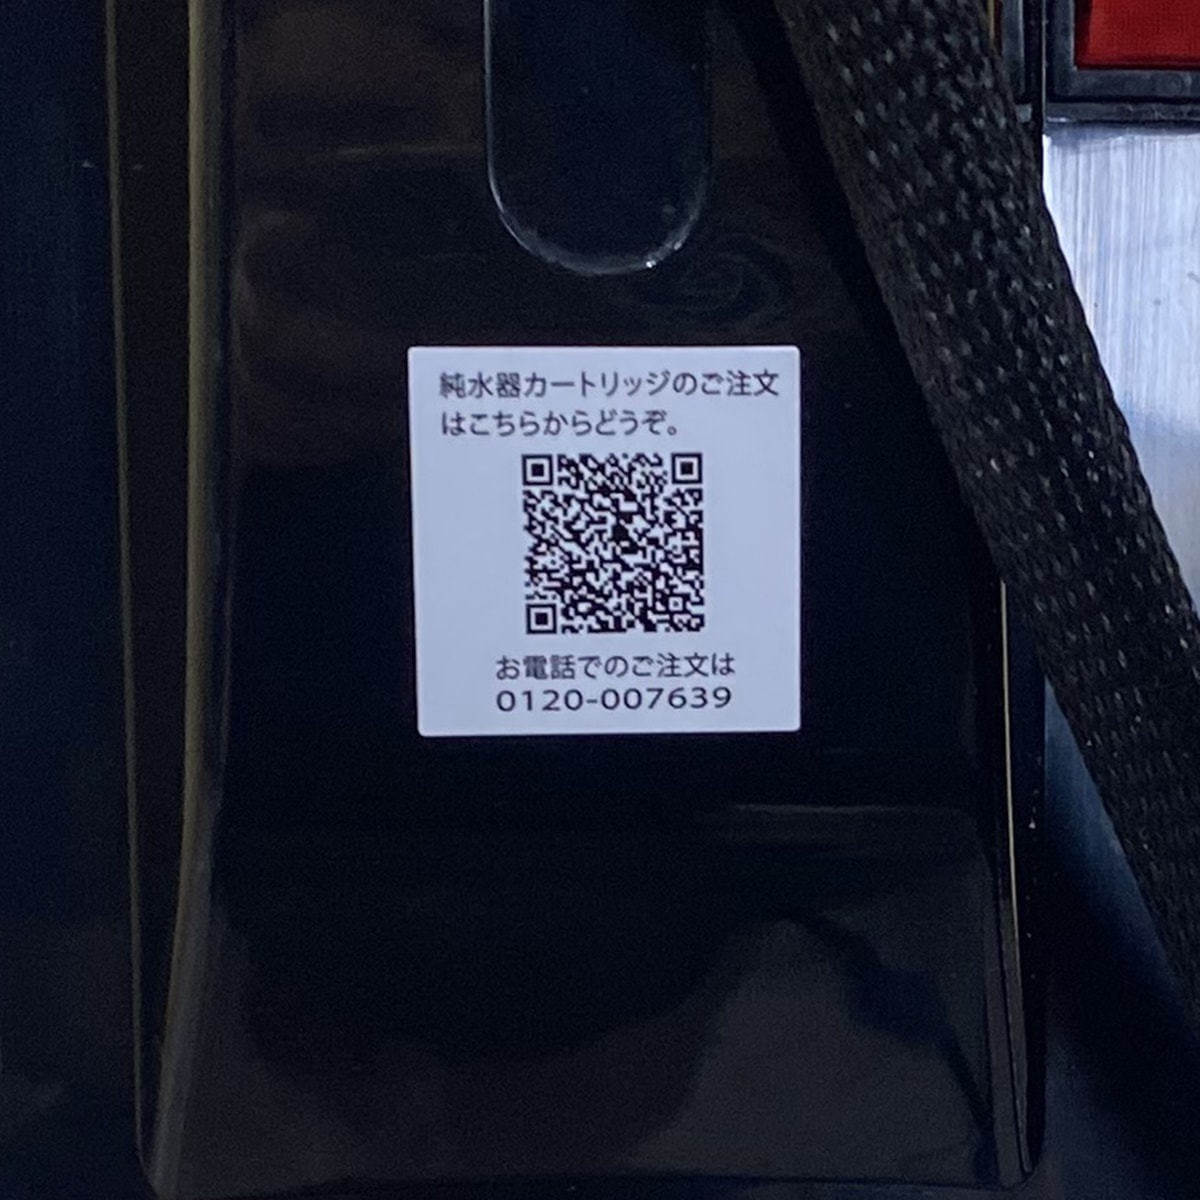 純水器カートリッジのご注文
はこちらからどうぞ。
お電話でのご注文は
0120-007639